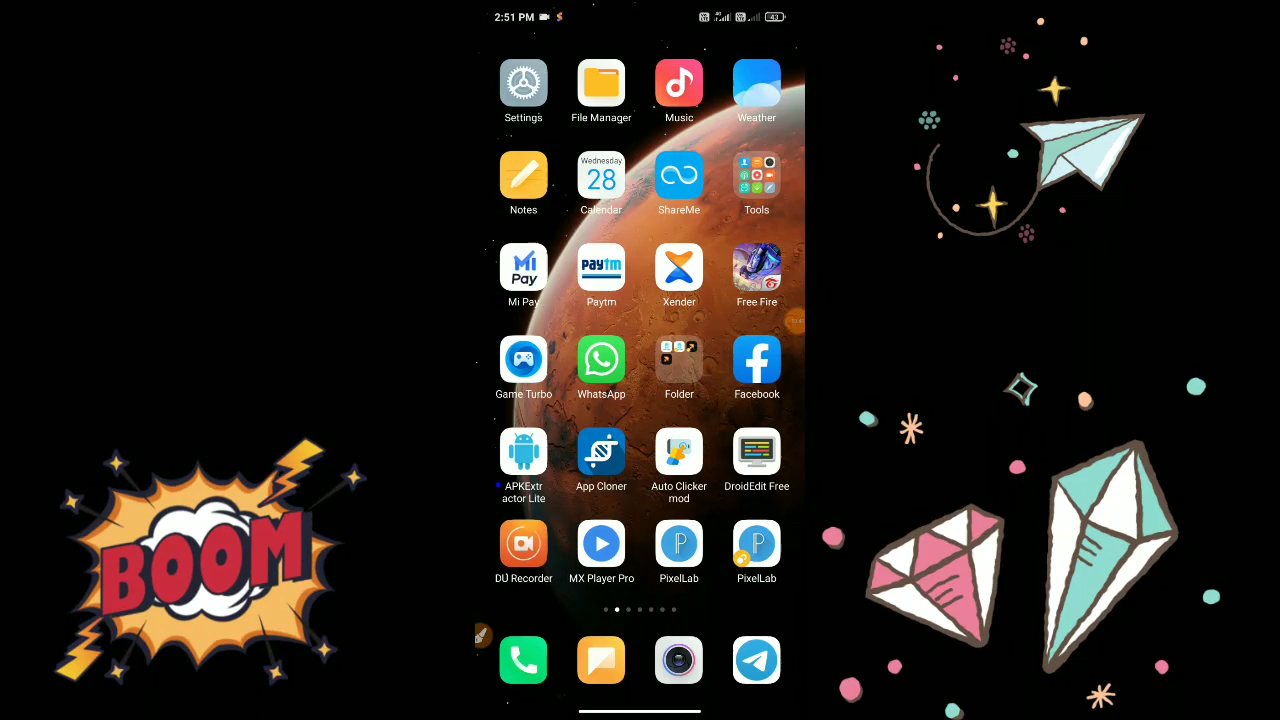 2:51 PM
43
Settings
File Manager
Music
Weather
Wednesday
28
Notes
Calendar
ShareMe
Tools
Mi
Pay
paytm
Mi Pay
Paytm
Xender
Free Fire
Game Turbo
WhatsApp
Folder
Facebook
APKExtr
actor Lite
App Cloner
Auto Clicker
mod
DroidEdit Free
P
P
DU Recorder
MX Player Pro
PixelLab
PixelLab
BOOM